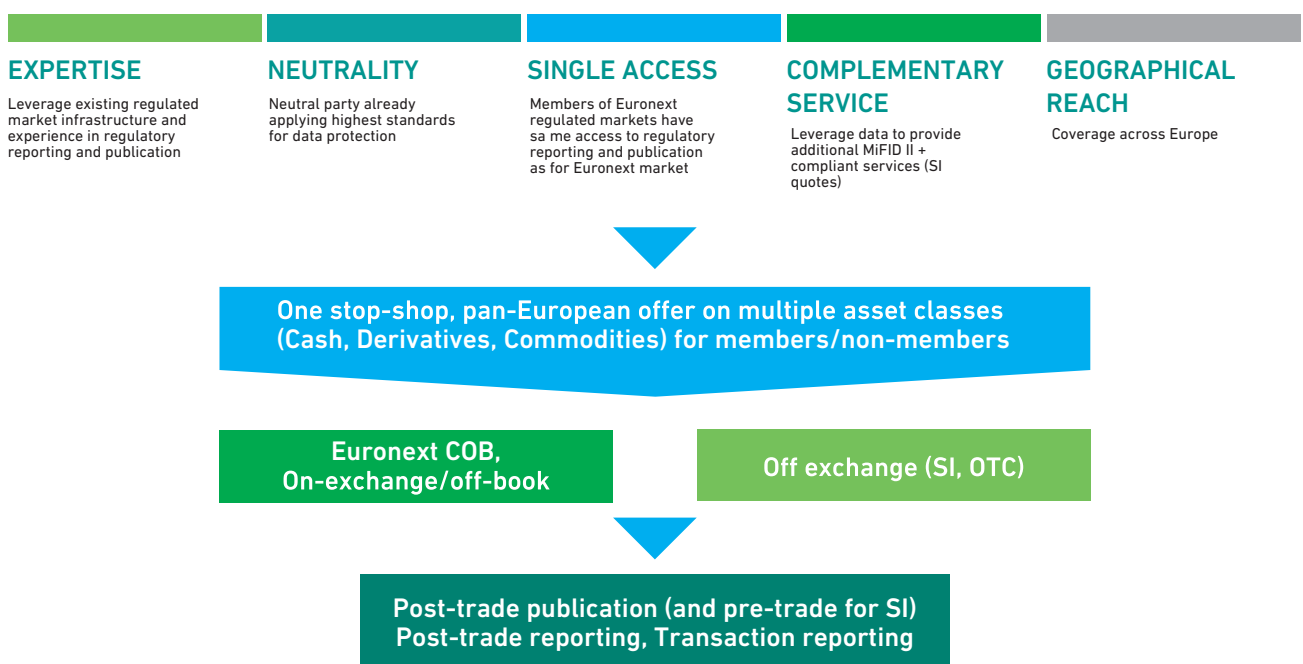 EXPERTISE
Leverage existing regulated
market infrastructure and
experience in regulatory
reporting and publication
NEUTRALITY
Neutral party already
applying highest standards
for data protection
SINGLE ACCESS
Members of Euronext
regulated markets have
sa me access to regulatory
reporting and publication
as for Euronext market
COMPLEMENTARY
SERVICE
Leverage data to provide
additional MiFID II +
compliant services (SI
quotes)
GEOGRAPHICAL
REACH
Coverage across Europe
One stop-shop, pan-European offer on multiple asset classes
(Cash, Derivatives, Commodities) for members/non-members
Euronext COB,
On-exchange/off-book
Off exchange (SI, OTC)
Post-trade publication (and pre-trade for SI)
Post-trade reporting, Transaction reporting